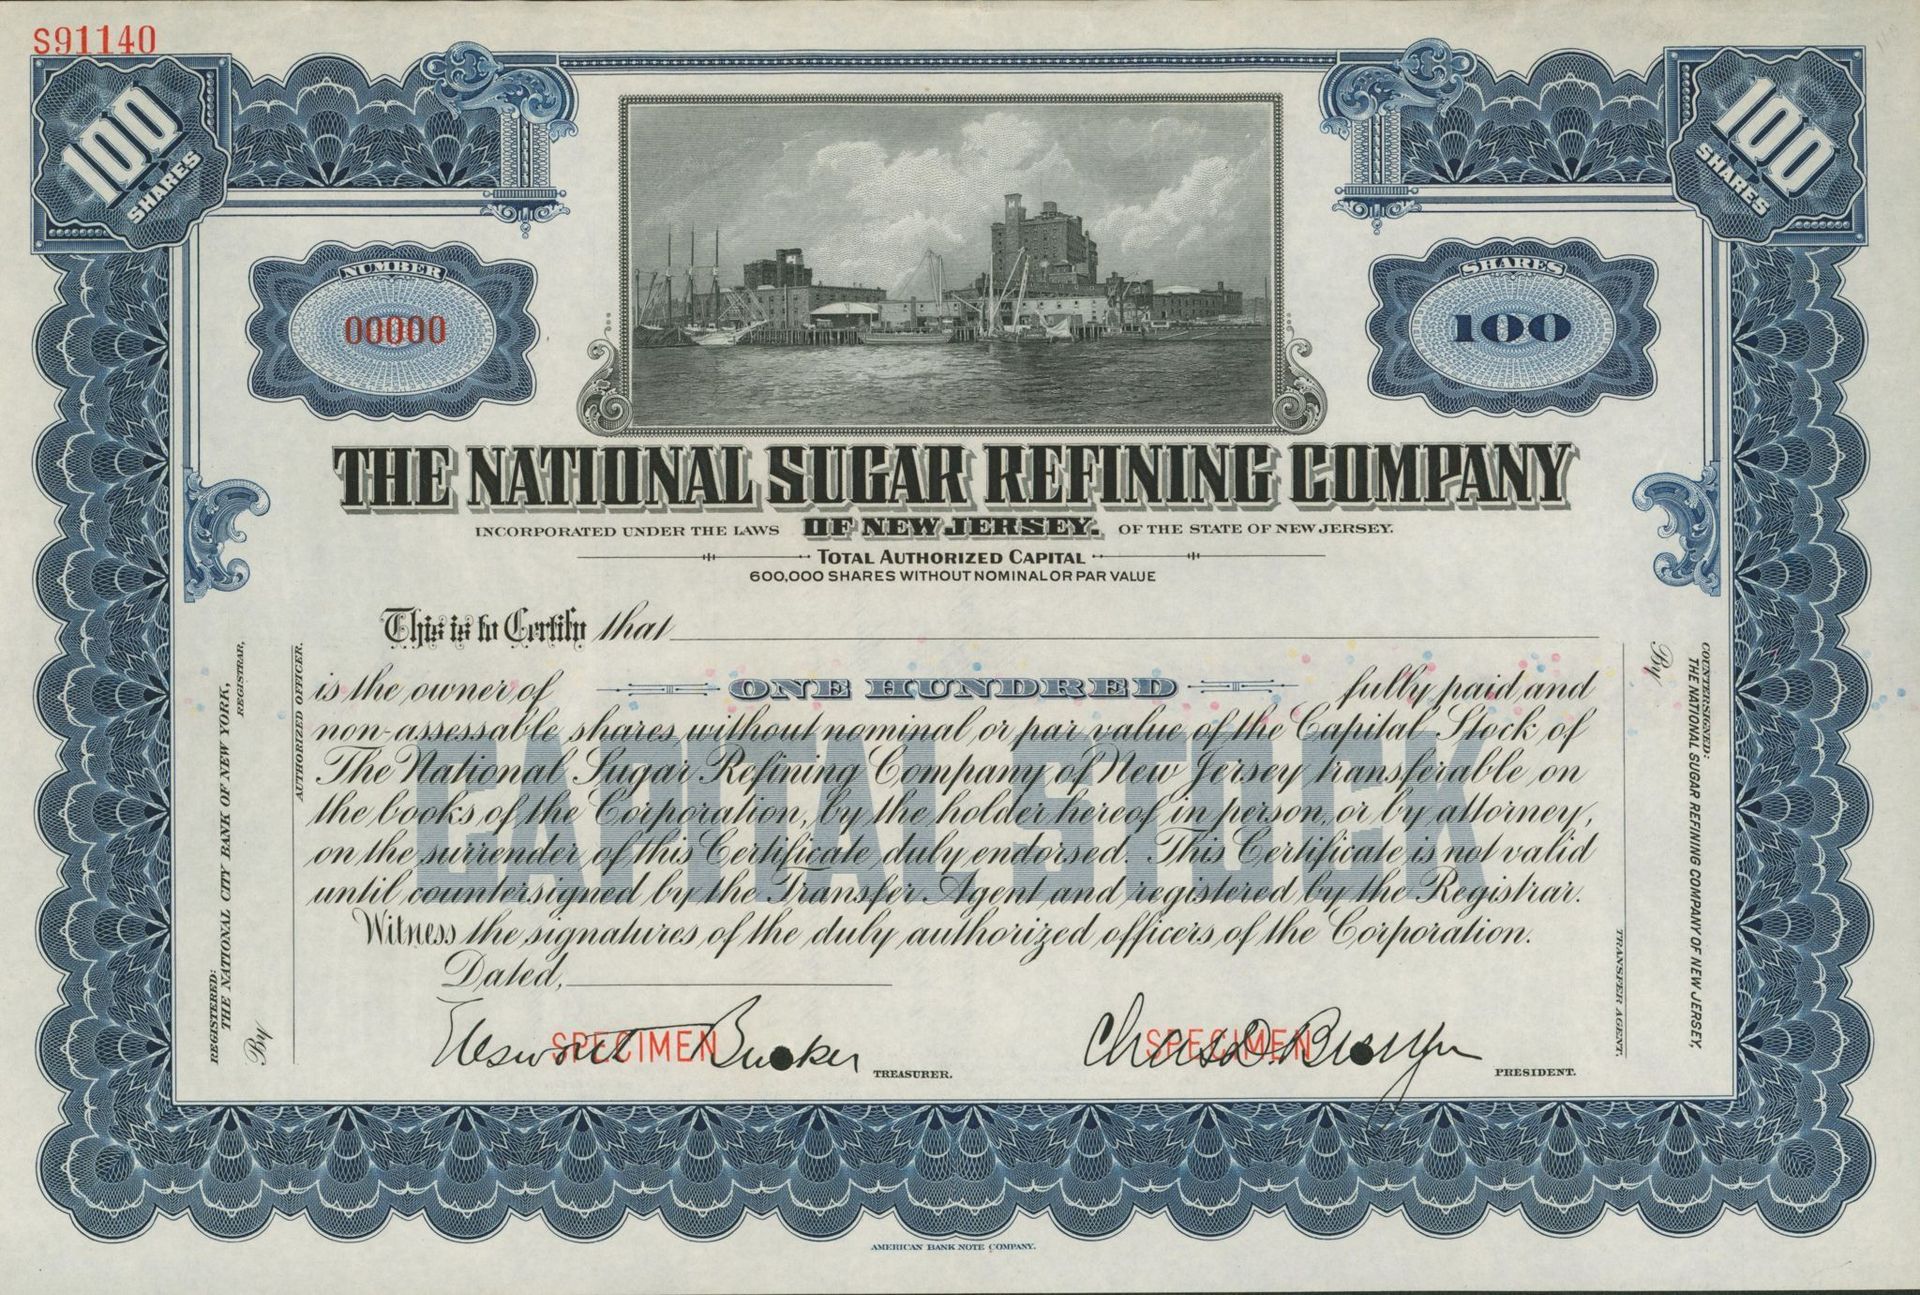 S91140
100 SHARES
100 SHARES
NUMBER
00000
SHARES
100
THE NATIONAL SUGAR REFINING COMPANY
INCORPORATED UNDER THE LAWS OF NEW JERSEY. OF THE STATE OF NEW JERSEY.
TOTAL AUTHORIZED CAPITAL
600,000 SHARES WITHOUT NOMINAL OR PAR VALUE
This is to Certify that
is the owner of ONE HUNDRED fully paid and
non-assessable shares without nominal or par value of the Capital Stock of
The National Sugar Refining Company of New Jersey transferable on
the books of the Corporation, by the holder hereof in person, or by attorney,
on the surrender of this Certificate duly endorsed. This Certificate is not valid
until countersigned by the Transfer Agent and registered by the Registrar.
CAPITAL STOCK
Witness the signatures of the duly authorized officers of the Corporation.
Dated,
Ellsworth Bunker
SPECIMEN
TREASURER.
SPECIMEN
PRESIDENT.
REGISTERED:
THE NATIONAL CITY BANK OF NEW YORK,
REGISTRAR,
By
AUTHORIZED OFFICER.
COUNTERSIGNED:
THE NATIONAL SUGAR REFINING COMPANY OF NEW JERSEY,
By
TRANSFER AGENT.
AMERICAN BANK NOTE COMPANY.